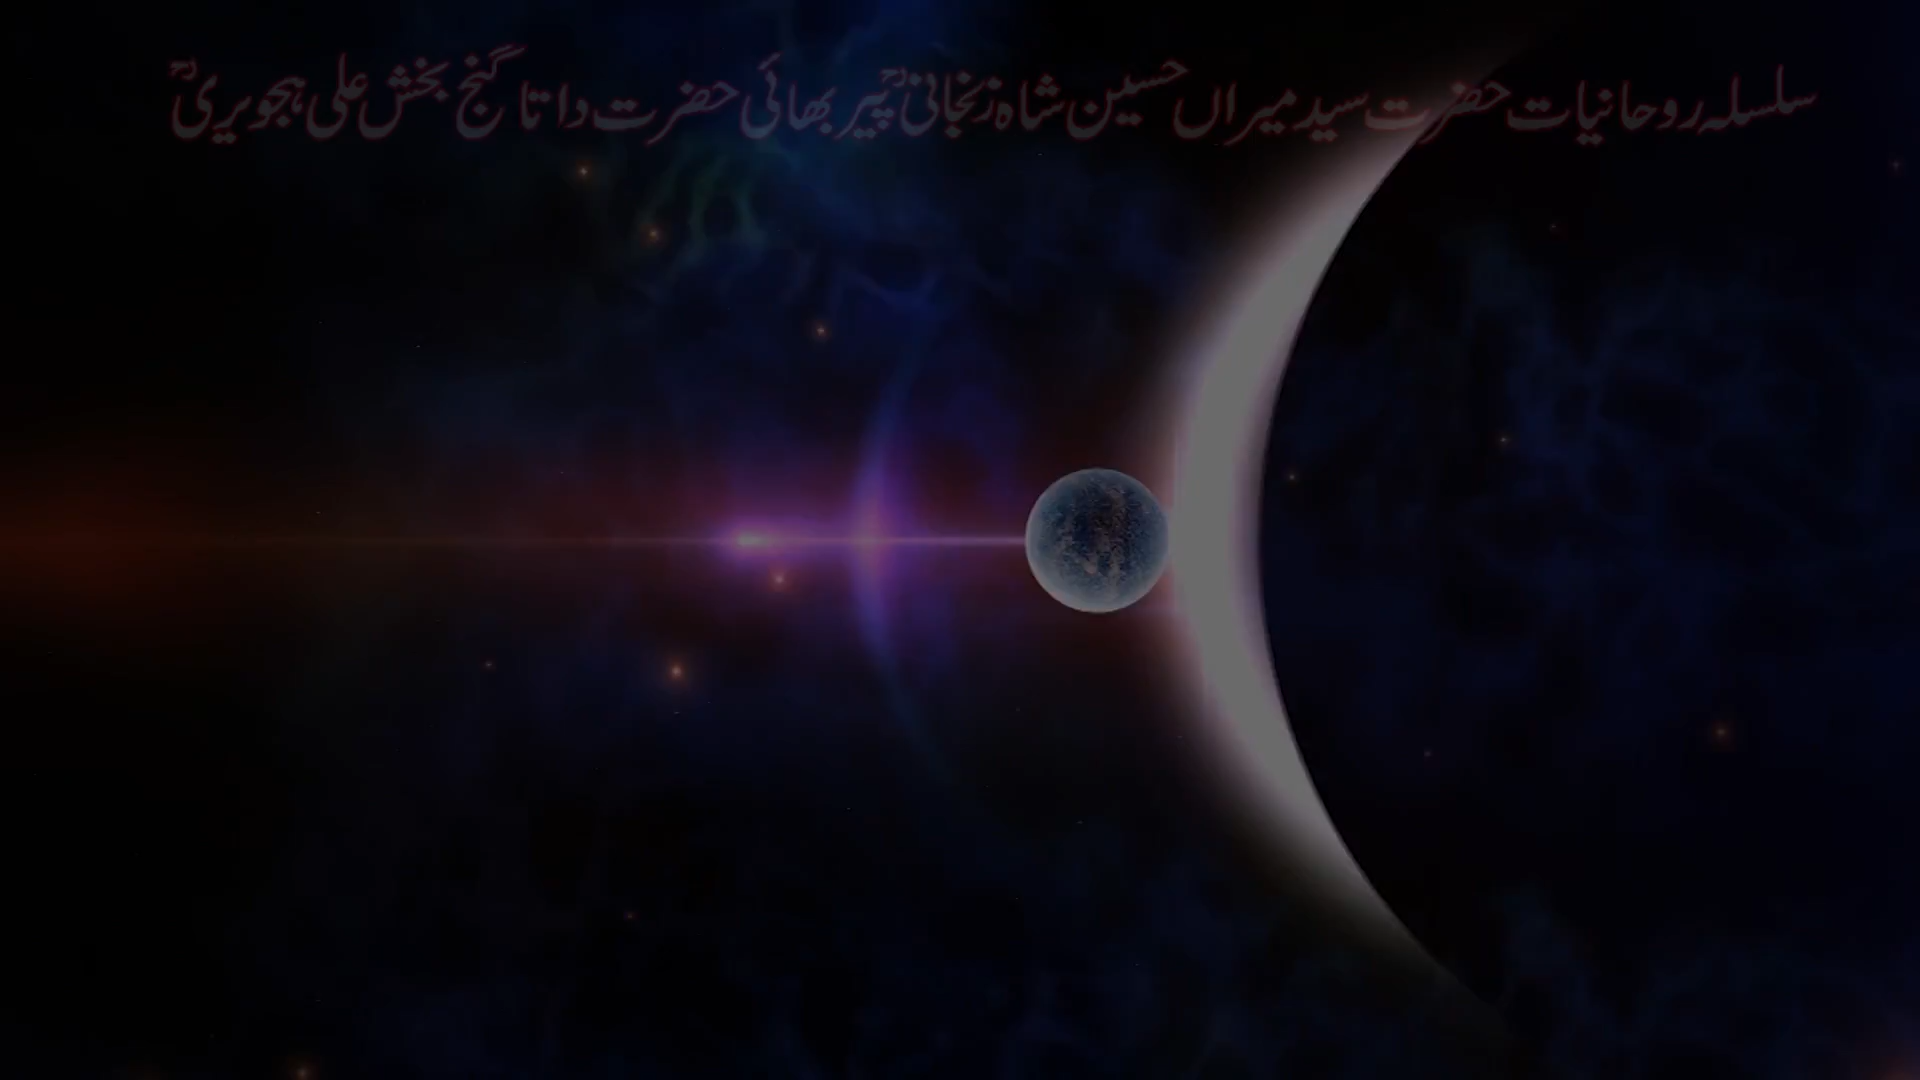 سلسلہ روحانیات حضرت سید میراں حسین شاہ زنجانیؒ پیر بھائی حضرت داتا گنج بخش علی ہجویریؒ